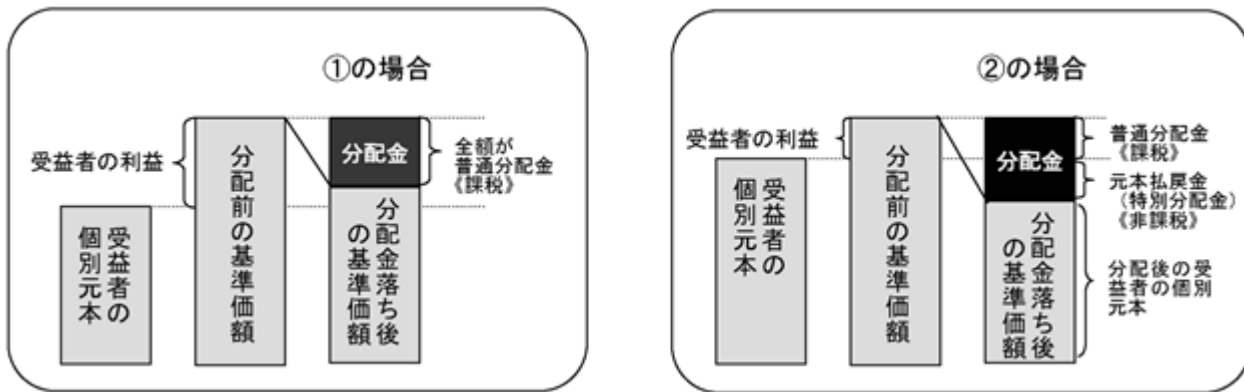 ①の場合
受益者の利益
受益者の
個別元本
分配前の基準価額
分配金
分配金落ち後
の基準価額
全額が
普通分配金
《課税》
②の場合
受益者の利益
受益者の
個別元本
分配前の基準価額
分配金
分配金落ち後
の基準価額
普通分配金
《課税》
元本払戻金
(特別分配金)
《非課税》
分配後の受
益者の個別
元本